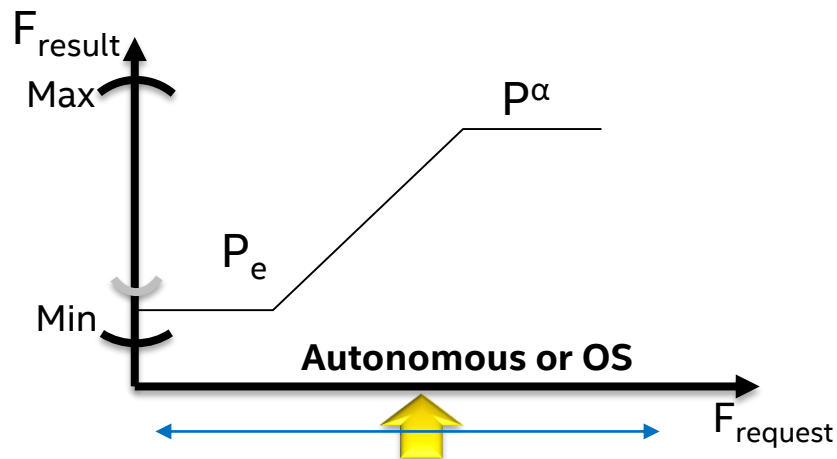 F_result
Max
P^α
P_e
Min
Autonomous or OS
F_request